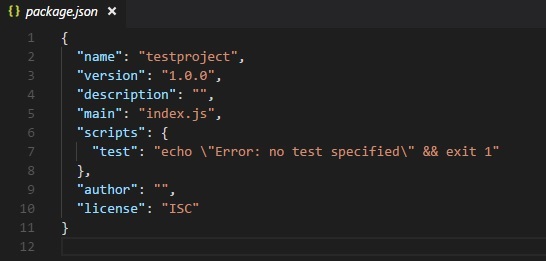 {} package.json ×
1 {
2 "name": "testproject",
3 "version": "1.0.0",
4 "description": "",
5 "main": "index.js",
6 "scripts": {
7 "test": "echo \"Error: no test specified\" && exit 1"
8 },
9 "author": "",
10 "license": "ISC"
11 }
12